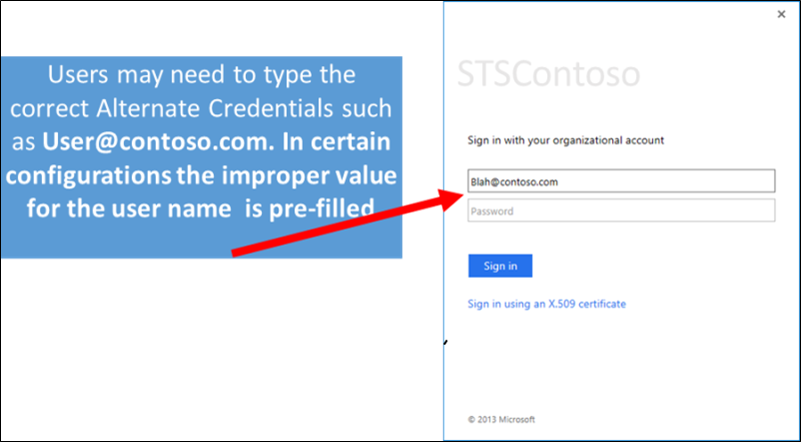 Users may need to type the
correct Alternate Credentials such
as User@contoso.com. In certain
configurations the improper value
for the user name  is pre-filled
STSContoso
Sign in with your organizational account
Blah@contoso.com
Password
Sign in
Sign in using an X.509 certificate
© 2013 Microsoft